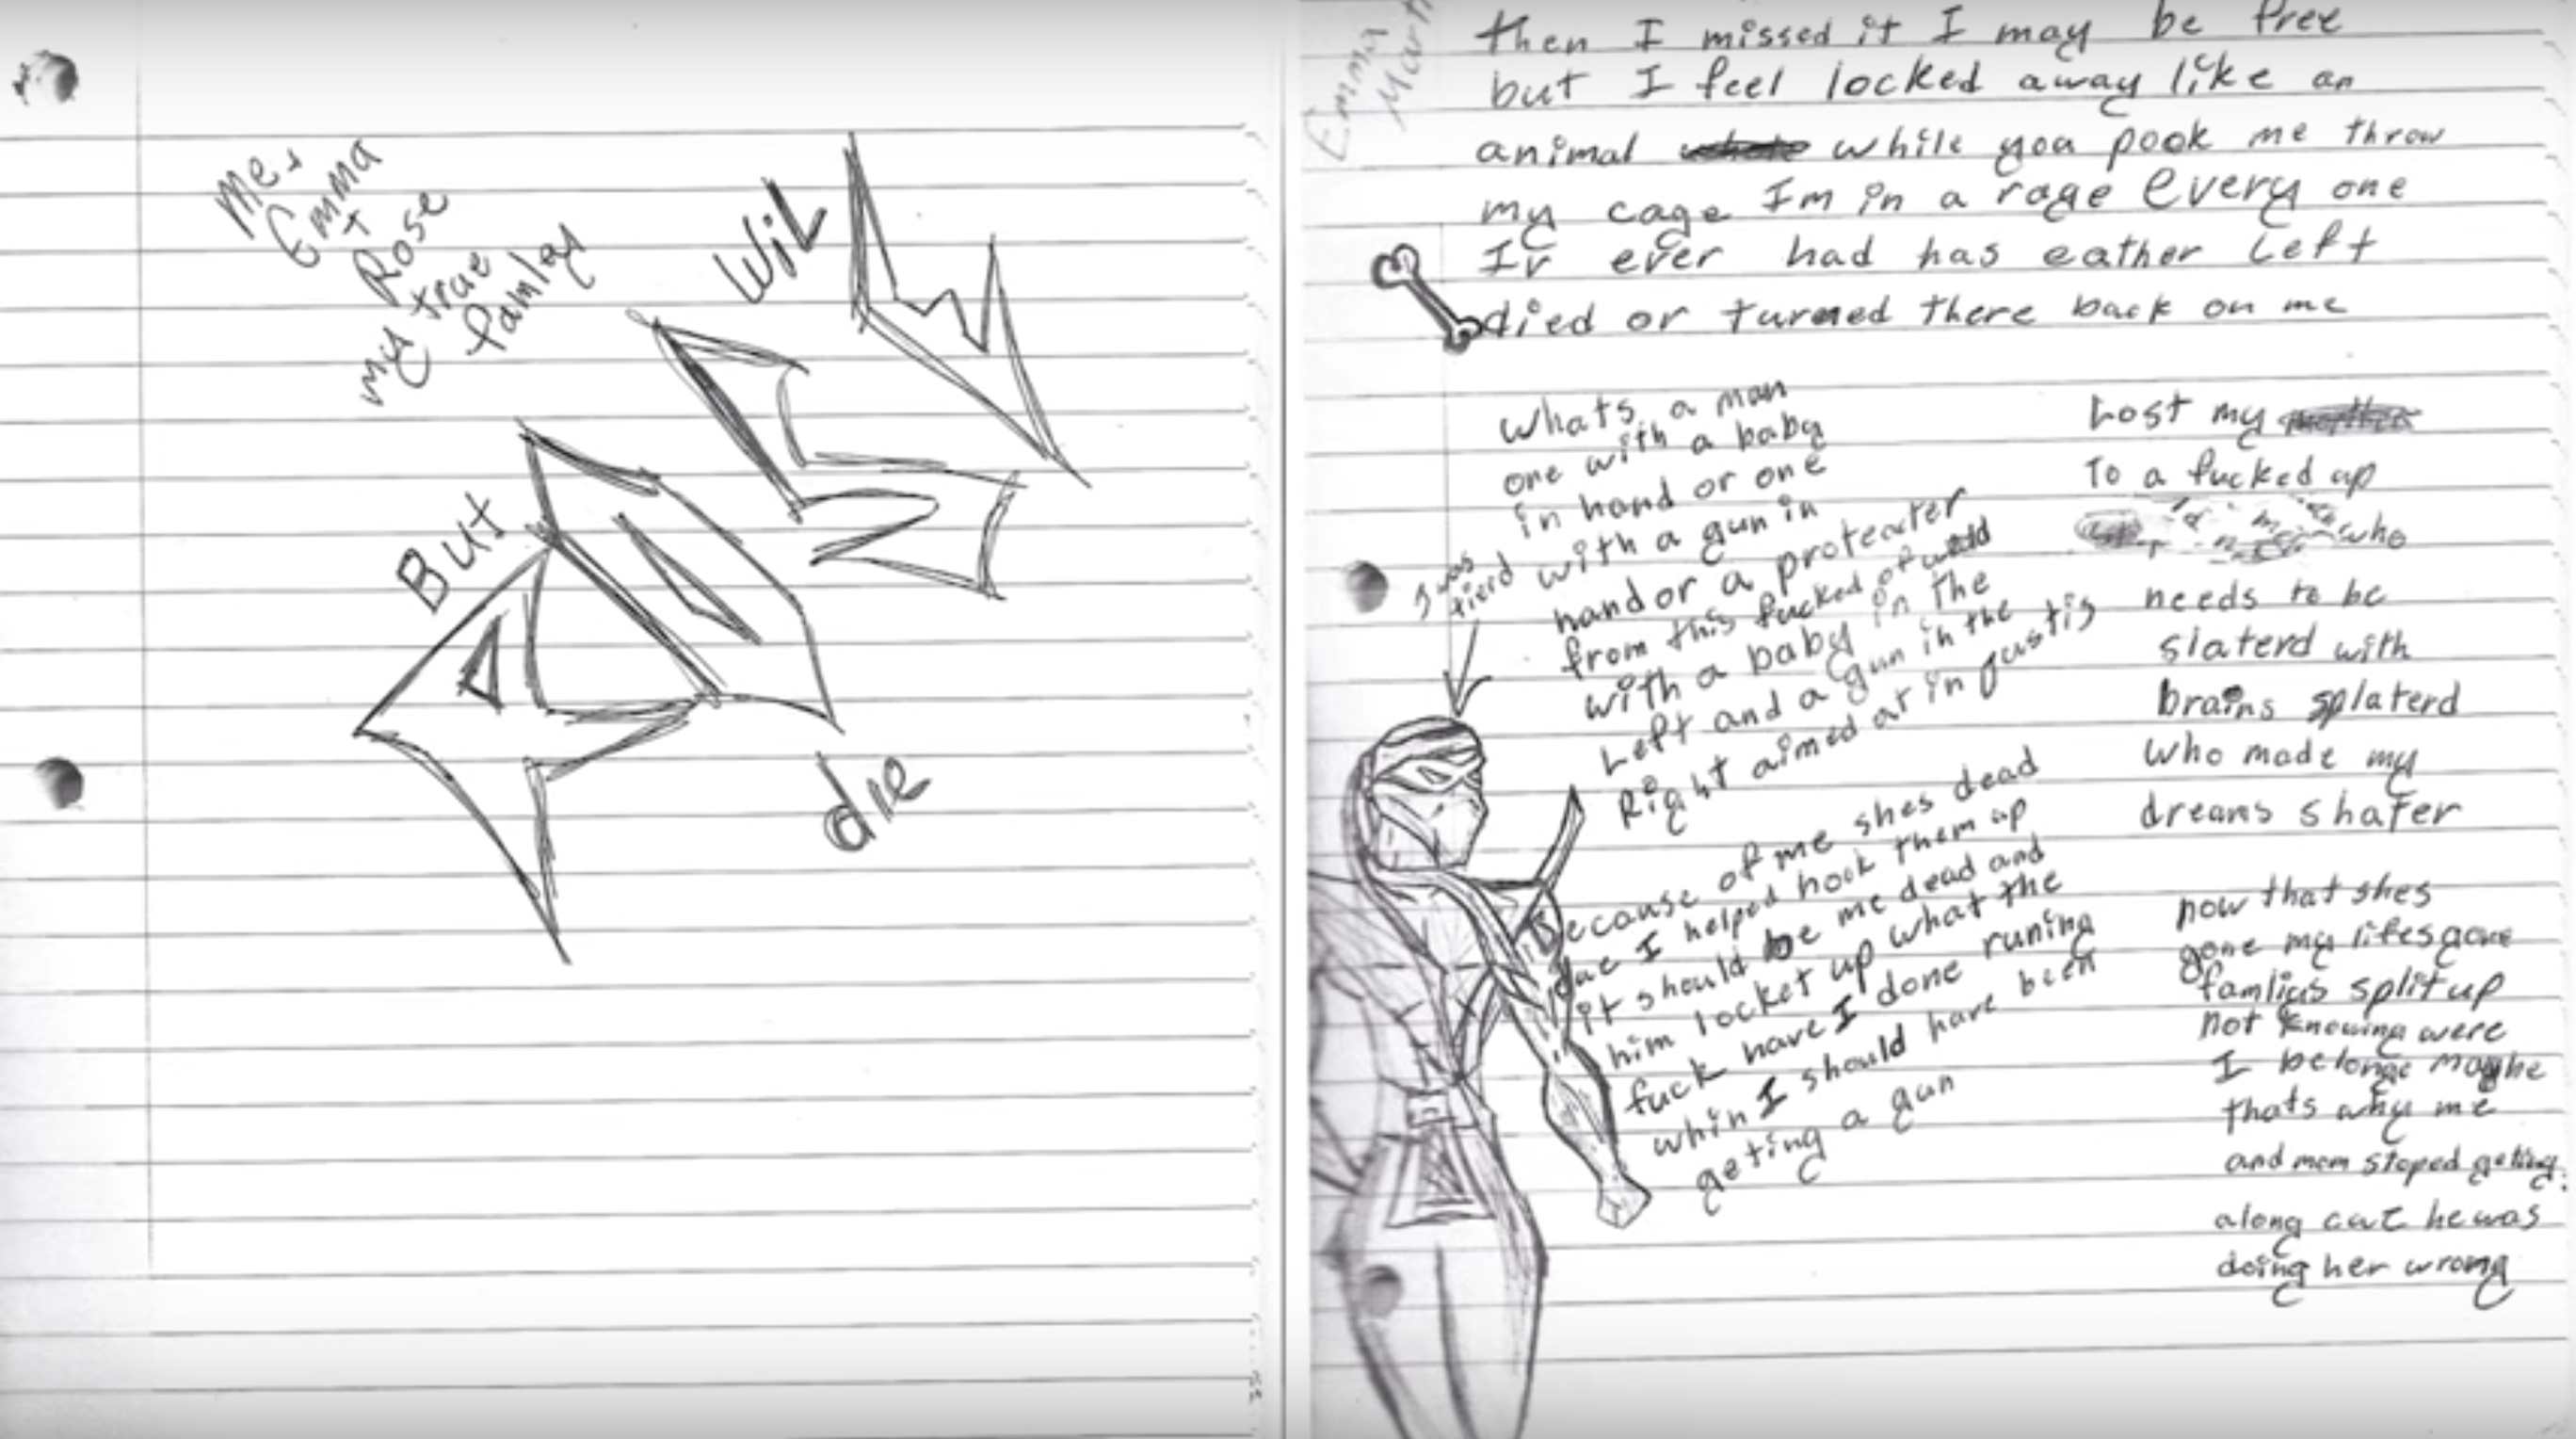 me +
Emma
+
Rose
my true
famley
WiL
But
die
Emma
then I missed it I may be free
but I feel locked away like an
animal while you pook me throw
my cage Im in a rage every one
Iv ever had has eather Left
died or turned there back on me
whats a man
one with a baby
in hand or one
with a gun in
hand or a proteater
from this fucked of
with a baby in the
Left and a gun in the
Right aimed at in justis
I was
tierd
Because of me shes dead
I helped hook them up
it should be me dead and
him locket up what the
fuck have I done runing
whin I should have been
geting a gun
Lost my
To a fucked up
who
needs to be
slaterd with
brains splaterd
who made my
dreams shater
now that shes
gone my lifes gone
famlies split up
not knowing were
I belonge maybe
thats why me
and mom stoped geting
along cuz he was
doing her wrong